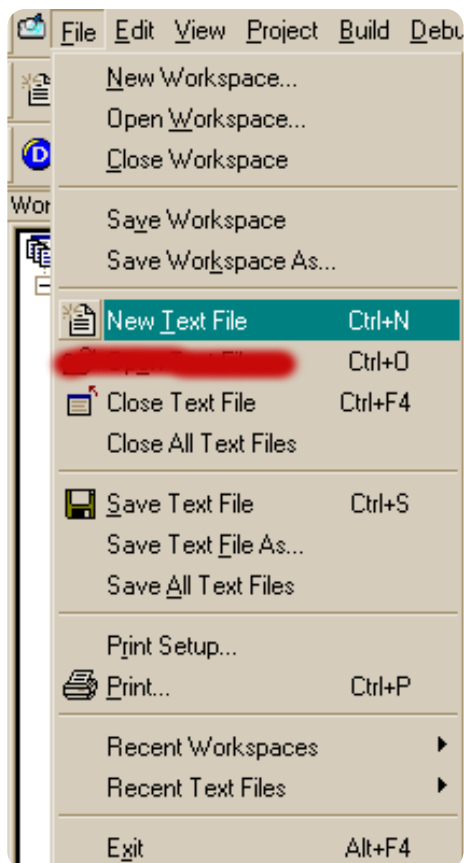 File Edit View Project Build Debu
New Workspace...
Open Workspace...
Close Workspace
Wor
Save Workspace
Save Workspace As...
New Text File Ctrl+N
Ctrl+O
Close Text File Ctrl+F4
Close All Text Files
Save Text File Ctrl+S
Save Text File As...
Save All Text Files
Print Setup...
Print... Ctrl+P
Recent Workspaces
Recent Text Files
Exit Alt+F4